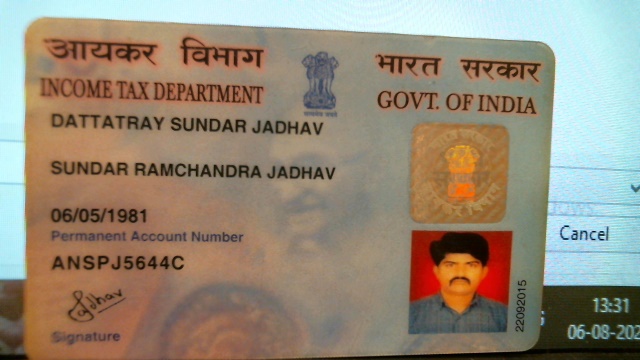 आयकर विभाग
INCOME TAX DEPARTMENT
भारत सरकार
GOVT. OF INDIA
DATTATRAY SUNDAR JADHAV
SUNDAR RAMCHANDRA JADHAV
06/05/1981
Permanent Account Number
ANSPJ5644C
Jadhav
Signature
22092015
Cancel
13:31
06-08-202